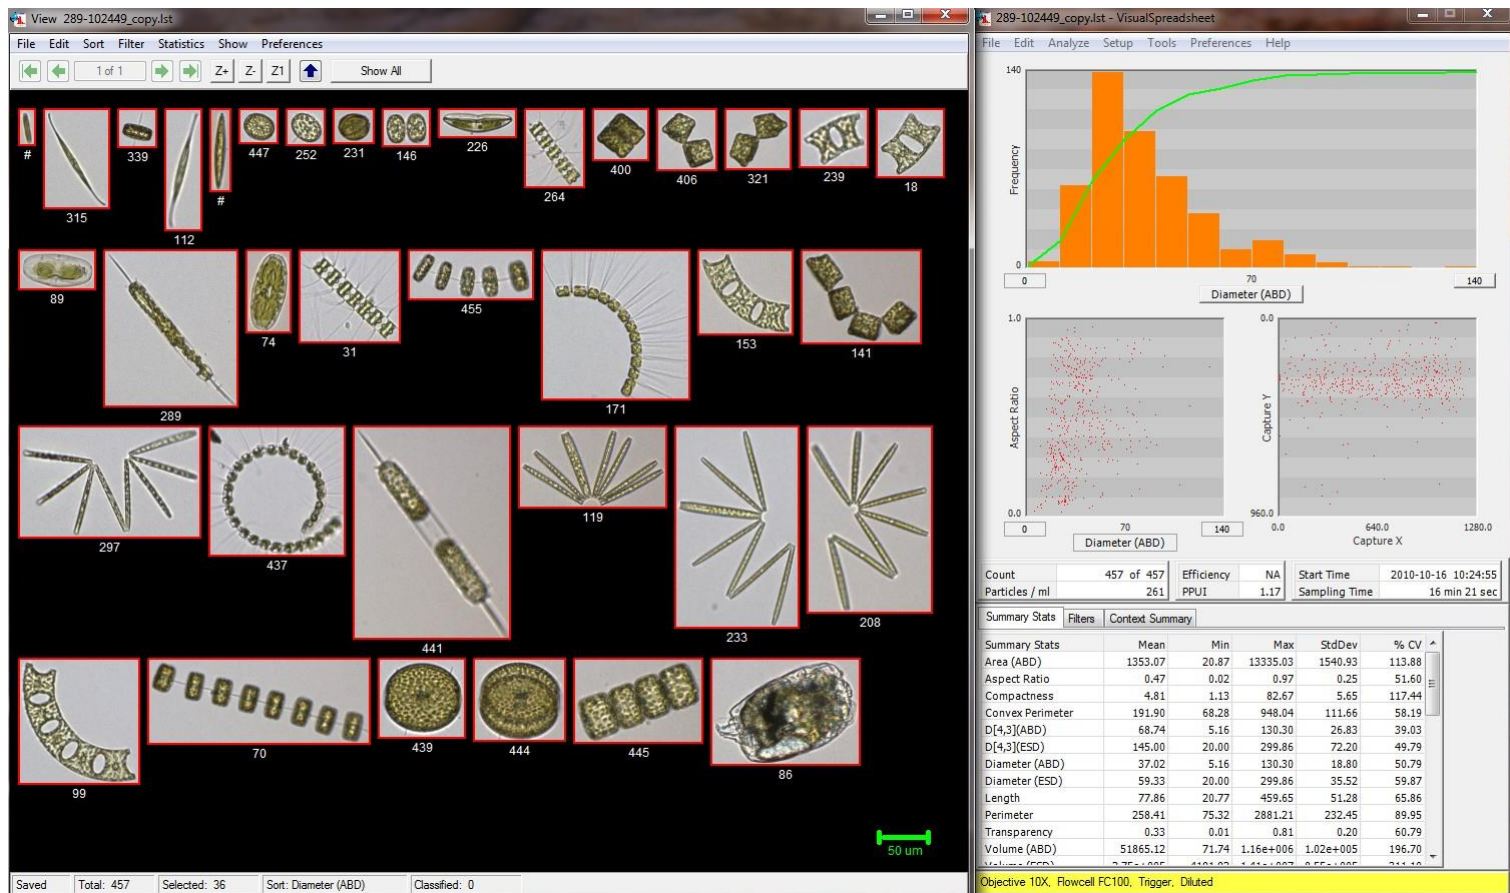 View 289-102449_copy.lst
File Edit Sort Filter Statistics Show Preferences
1 of 1 Z+ Z- Z1 Show All
# 315 339 112 # 447 252 231 146 226 264 400 406 321 239 18
89 289 74 31 455 171 153 141
297 437 441 119 233 208
99 70 439 444 445 86
50 um
Saved Total: 457 Selected: 36 Sort: Diameter (ABD) Classified: 0
289-102449_copy.lst - VisualSpreadsheet
File Edit Analyze Setup Tools Preferences Help
140
Frequency
0
0 70 140
Diameter (ABD)
1.0
Aspect Ratio
0.0
0 70 140
Diameter (ABD)
0.0
Capture Y
960.0
0.0 640.0 1280.0
Capture X
Count 457 of 457 Efficiency NA Start Time 2010-10-16 10:24:55
Particles / ml 261 PPUI 1.17 Sampling Time 16 min 21 sec
Summary Stats Filters Context Summary
Summary Stats Mean Min Max StdDev % CV
Area (ABD) 1353.07 20.87 13335.03 1540.93 113.88
Aspect Ratio 0.47 0.02 0.97 0.25 51.60
Compactness 4.81 1.13 82.67 5.65 117.44
Convex Perimeter 191.90 68.28 948.04 111.66 58.19
D[4,3](ABD) 68.74 5.16 130.30 26.83 39.03
D[4,3](ESD) 145.00 20.00 299.86 72.20 49.79
Diameter (ABD) 37.02 5.16 130.30 18.80 50.79
Diameter (ESD) 59.33 20.00 299.86 35.52 59.87
Length 77.86 20.77 459.65 51.28 65.86
Perimeter 258.41 75.32 2881.21 232.45 89.95
Transparency 0.33 0.01 0.81 0.20 60.79
Volume (ABD) 51865.12 71.74 1.16e+006 1.02e+005 196.70
Objective 10X, Flowcell FC100, Trigger, Diluted